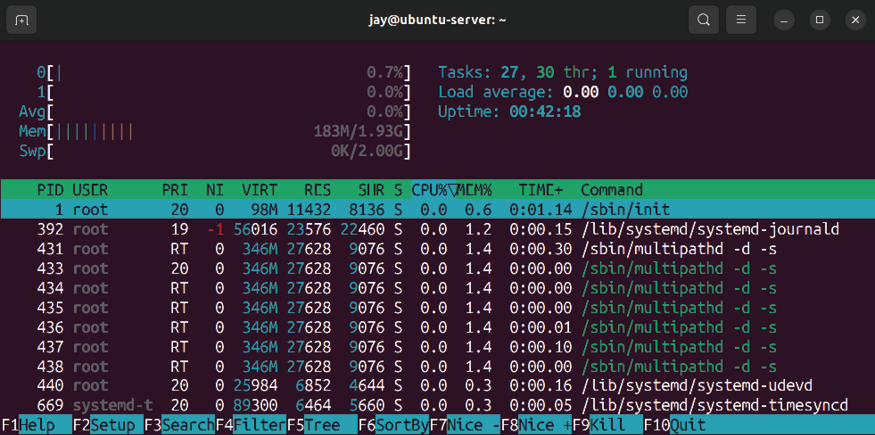 jay@ubuntu-server: ~
0[| 0.7%] Tasks: 27, 30 thr; 1 running
1[ 0.0%] Load average: 0.00 0.00 0.00
Avg[ 0.0%] Uptime: 00:42:18
Mem[||||||||| 183M/1.93G]
Swp[ 0K/2.00G]
PID USER PRI NI VIRT RES SHR S CPU%▽MEM% TIME+ Command
1 root 20 0 98M 11432 8136 S 0.0 0.6 0:01.14 /sbin/init
392 root 19 -1 56016 23576 22460 S 0.0 1.2 0:00.15 /lib/systemd/systemd-journald
431 root RT 0 346M 27628 9076 S 0.0 1.4 0:00.30 /sbin/multipathd -d -s
433 root 20 0 346M 27628 9076 S 0.0 1.4 0:00.00 /sbin/multipathd -d -s
434 root RT 0 346M 27628 9076 S 0.0 1.4 0:00.00 /sbin/multipathd -d -s
435 root RT 0 346M 27628 9076 S 0.0 1.4 0:00.00 /sbin/multipathd -d -s
436 root RT 0 346M 27628 9076 S 0.0 1.4 0:00.01 /sbin/multipathd -d -s
437 root RT 0 346M 27628 9076 S 0.0 1.4 0:00.10 /sbin/multipathd -d -s
438 root RT 0 346M 27628 9076 S 0.0 1.4 0:00.00 /sbin/multipathd -d -s
440 root 20 0 25984 6852 4644 S 0.0 0.3 0:00.16 /lib/systemd/systemd-udevd
669 systemd-t 20 0 89300 6464 5660 S 0.0 0.3 0:00.05 /lib/systemd/systemd-timesyncd
F1Help F2Setup F3SearchF4FilterF5Tree F6SortByF7Nice -F8Nice +F9Kill F10Quit